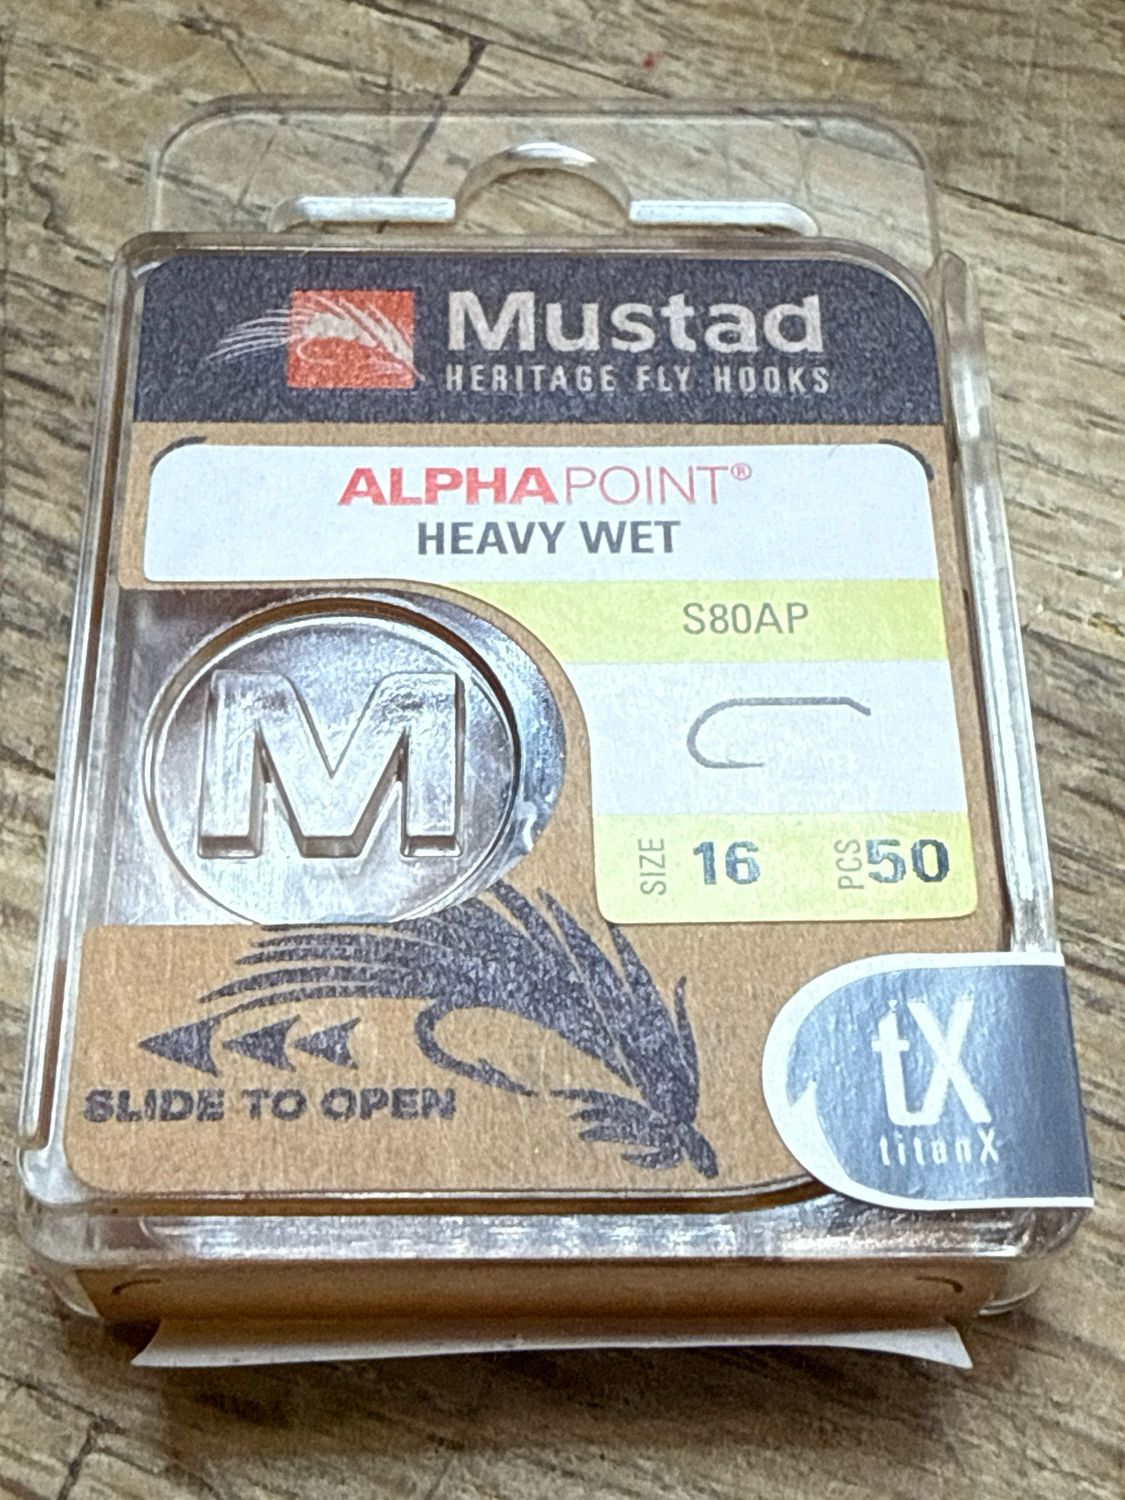 Mustad
HERITAGE FLY HOOKS
ALPHAPOINT®
HEAVY WET
S80AP
M
SIZE 16 PCS 50
SLIDE TO OPEN
tX
titanX